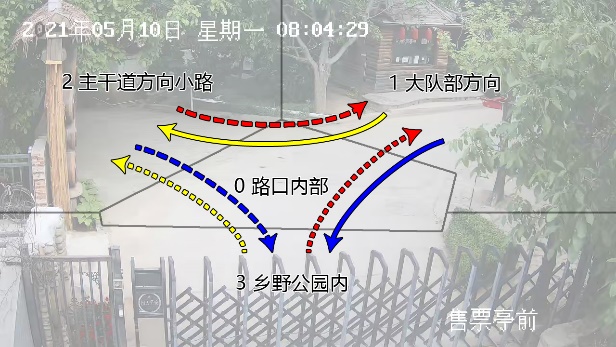 2021年05月10日 星期一 08:04:29
2 主干道方向小路
1 大队部方向
0 路口内部
3 乡野公园内
售票亭前